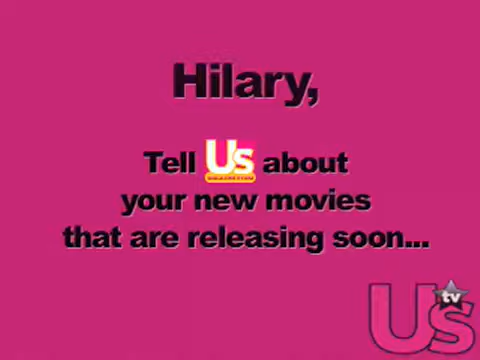 Hilary,
Tell Us about
your new movies
that are releasing soon...
Us tv